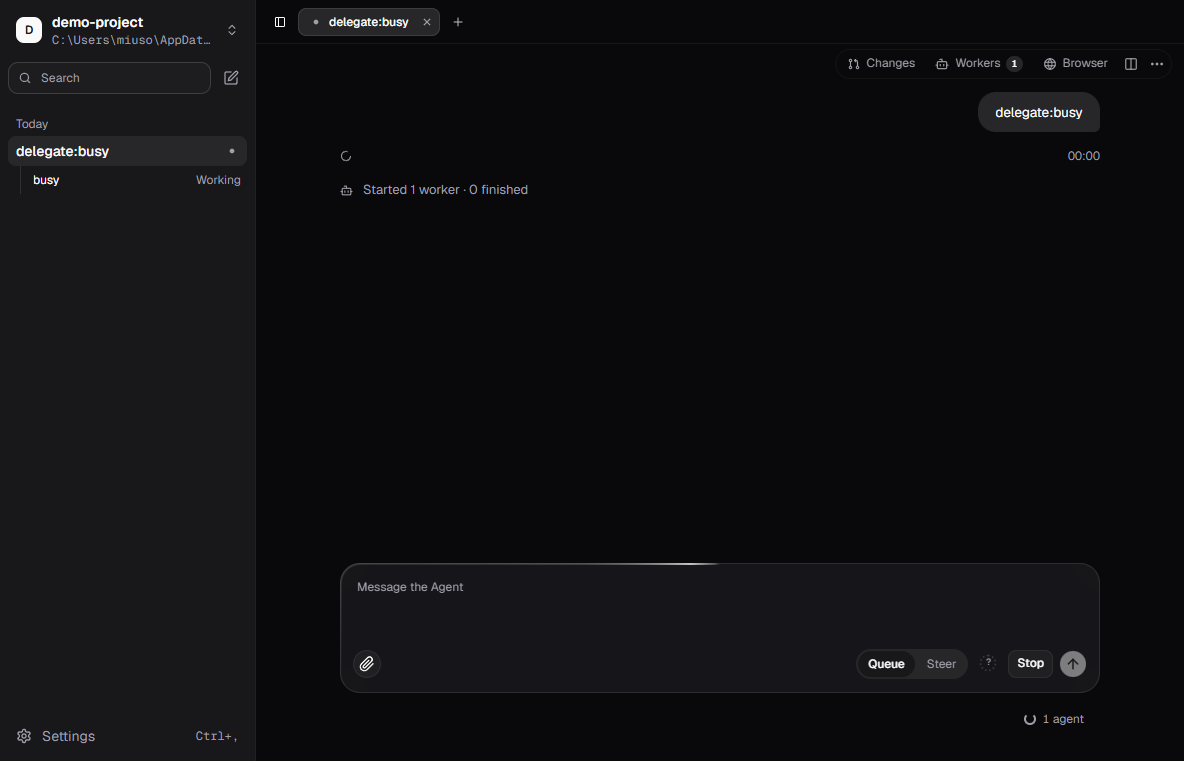 D
demo-project
C:\Users\miuso\AppDat…
Search
Today
delegate:busy
busy Working
Settings Ctrl+,
delegate:busy
Changes Workers 1 Browser
delegate:busy
00:00
Started 1 worker · 0 finished
Message the Agent
Queue Steer ? Stop
1 agent